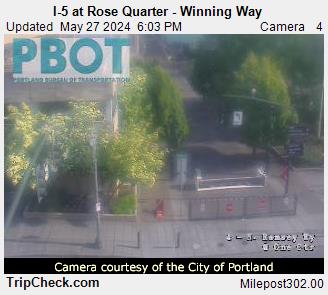 I-5 at Rose Quarter - Winning Way
Updated May 27 2024 6:03 PM Camera 4
PBOT
PORTLAND BUREAU OF TRANSPORTATION
Camera courtesy of the City of Portland
TripCheck.com Milepost302.00